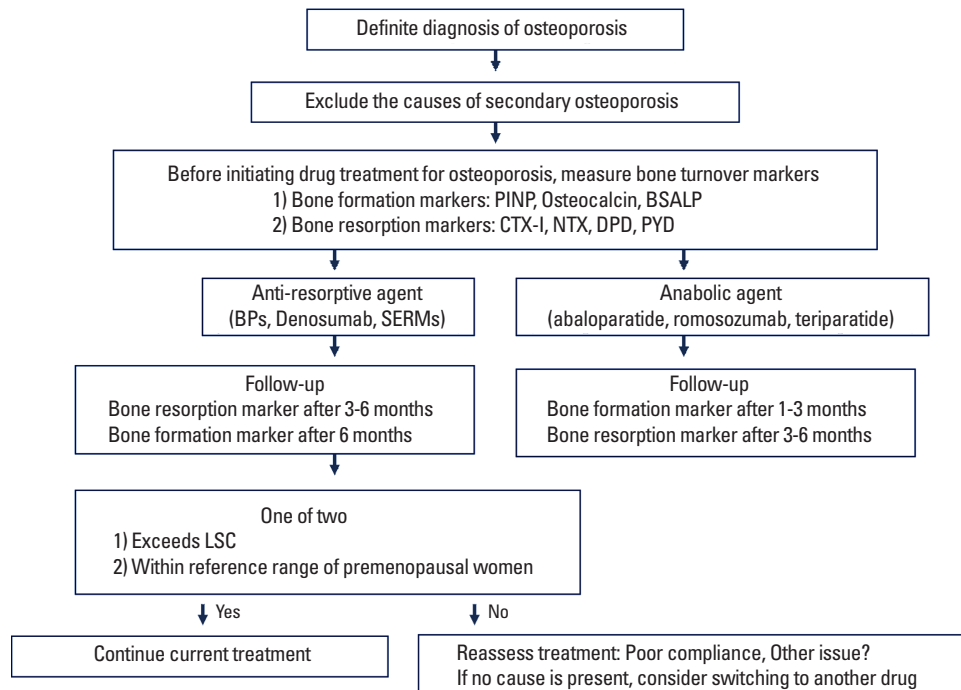 Definite diagnosis of osteoporosis
Exclude the causes of secondary osteoporosis
Before initiating drug treatment for osteoporosis, measure bone turnover markers
1) Bone formation markers: PINP, Osteocalcin, BSALP
2) Bone resorption markers: CTX-I, NTX, DPD, PYD
Anti-resorptive agent
(BPs, Denosumab, SERMs)
Anabolic agent
(abaloparatide, romosozumab, teriparatide)
Follow-up
Bone resorption marker after 3-6 months
Bone formation marker after 6 months
Follow-up
Bone formation marker after 1-3 months
Bone resorption marker after 3-6 months
One of two
1) Exceeds LSC
2) Within reference range of premenopausal women
Yes
No
Continue current treatment
Reassess treatment: Poor compliance, Other issue?
If no cause is present, consider switching to another drug